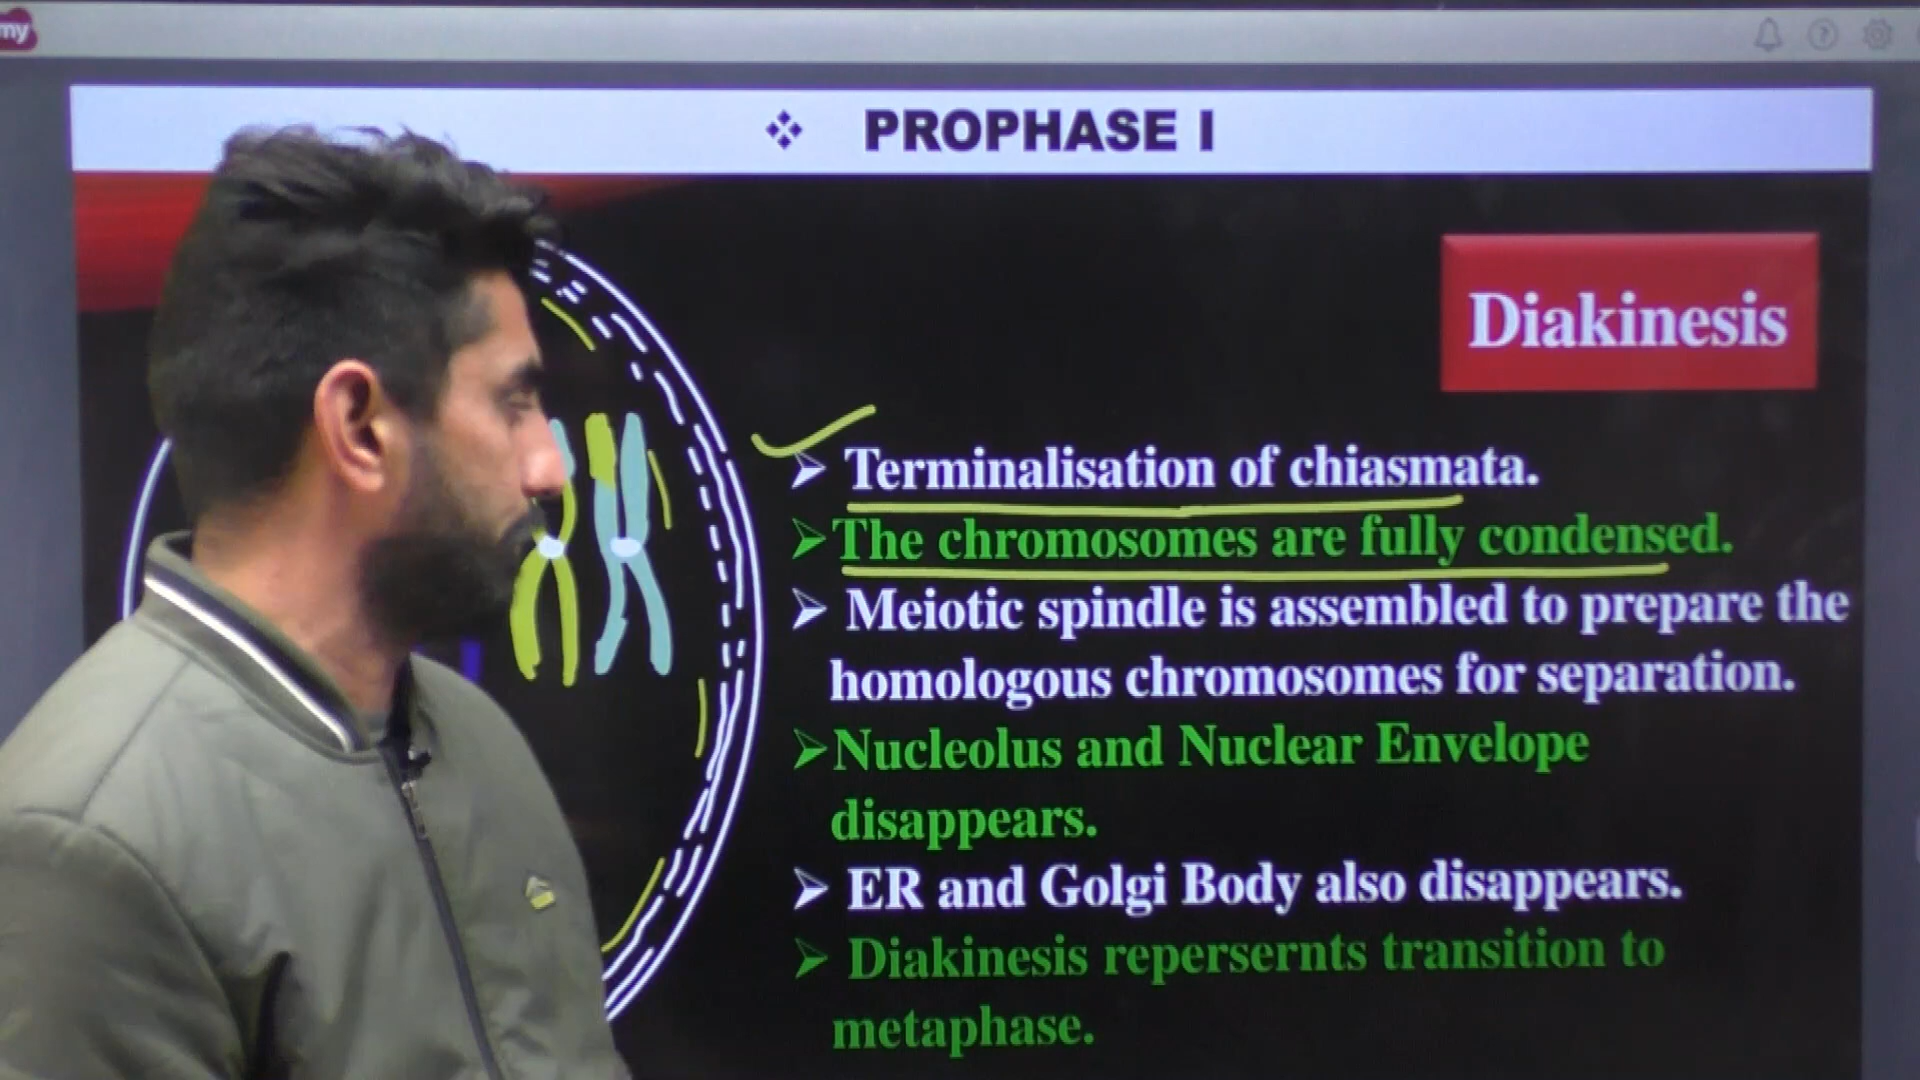 my
❖ PROPHASE I
Diakinesis
➢ Terminalisation of chiasmata.
➢ The chromosomes are fully condensed.
➢ Meiotic spindle is assembled to prepare the
homologous chromosomes for separation.
➢ Nucleolus and Nuclear Envelope
disappears.
➢ ER and Golgi Body also disappears.
➢ Diakinesis repersernts transition to
metaphase.